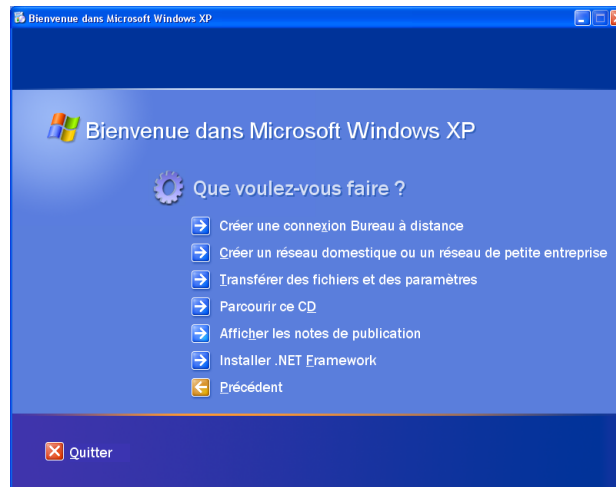 Bienvenue dans Microsoft Windows XP
Bienvenue dans Microsoft Windows XP
Que voulez-vous faire ?
Créer une connexion Bureau à distance
Créer un réseau domestique ou un réseau de petite entreprise
Transférer des fichiers et des paramètres
Parcourir ce CD
Afficher les notes de publication
Installer .NET Framework
Précédent
Quitter